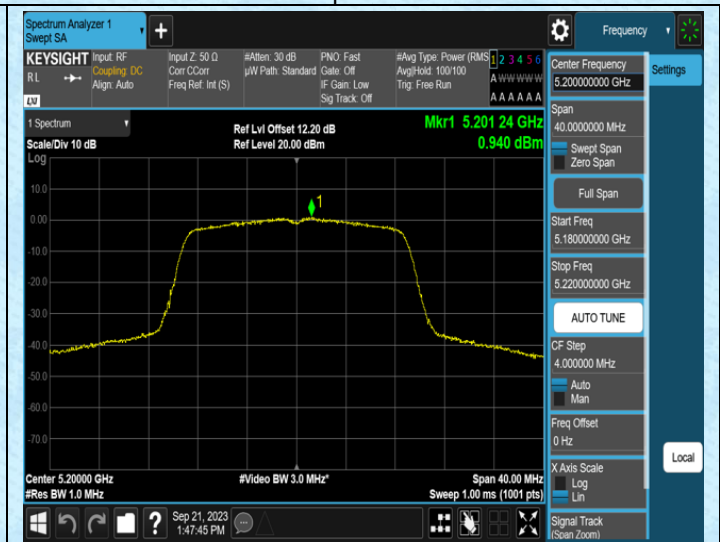 Spectrum Analyzer 1
Swept SA
+
Frequency
KEYSIGHT
RL
LXI
Input: RF
Coupling: DC
Align: Auto
Input Z: 50 Ω
Corr CCorr
Freq Ref: Int (S)
#Atten: 30 dB
µW Path: Standard
PNO: Fast
Gate: Off
IF Gain: Low
Sig Track: Off
#Avg Type: Power (RMS
Avg|Hold: 100/100
Trig: Free Run
1 2 3 4 5 6
A W W W W W
A A A A A A
1 Spectrum
Scale/Div 10 dB
Log
Ref Lvl Offset 12.20 dB
Ref Level 20.00 dBm
Mkr1 5.201 24 GHz
0.940 dBm
10.0
0.00
-10.0
-20.0
-30.0
-40.0
-50.0
-60.0
-70.0
1
Center 5.20000 GHz
#Res BW 1.0 MHz
#Video BW 3.0 MHz*
Span 40.00 MHz
Sweep 1.00 ms (1001 pts)
Center Frequency
5.200000000 GHz
Settings
Span
40.0000000 MHz
Swept Span
Zero Span
Full Span
Start Freq
5.180000000 GHz
Stop Freq
5.220000000 GHz
AUTO TUNE
CF Step
4.000000 MHz
Auto
Man
Freq Offset
0 Hz
X Axis Scale
Log
Lin
Signal Track
(Span Zoom)
Local
?
Sep 21, 2023
1:47:45 PM